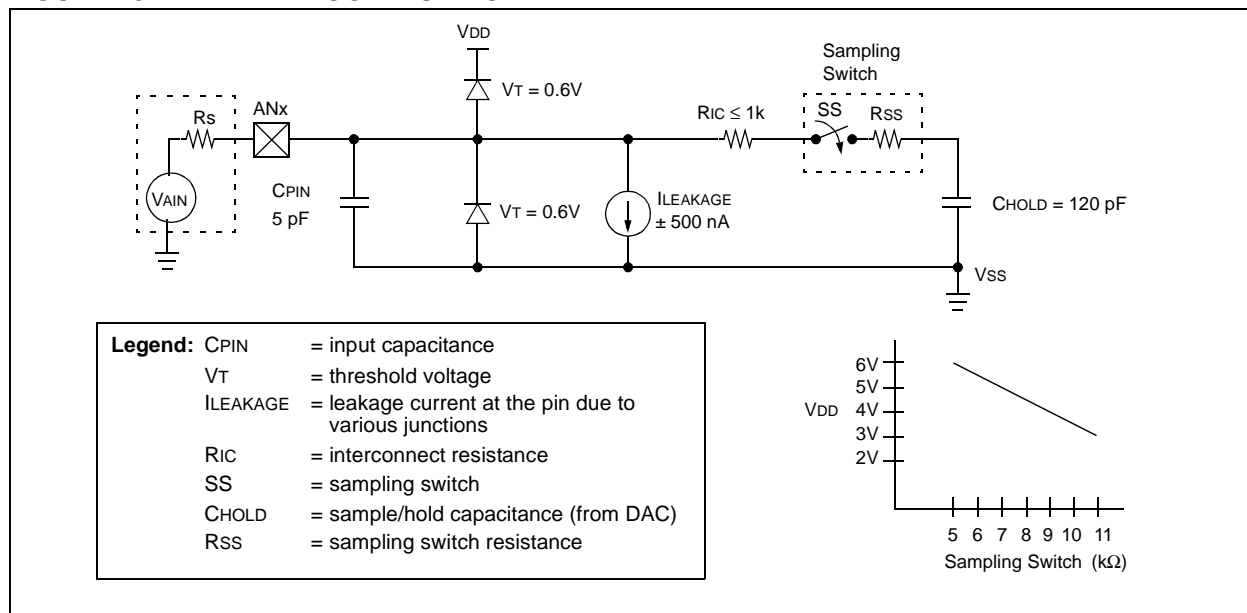 VDD
Sampling
Switch
VT = 0.6V
ANx
RIC ≤ 1k
SS
RSS
Rs
VAIN
CPIN
5 pF
VT = 0.6V
ILEAKAGE
± 500 nA
CHOLD = 120 pF
VSS
Legend: CPIN = input capacitance
VT = threshold voltage
ILEAKAGE = leakage current at the pin due to
various junctions
RIC = interconnect resistance
SS = sampling switch
CHOLD = sample/hold capacitance (from DAC)
RSS = sampling switch resistance
6V
5V
VDD 4V
3V
2V
5 6 7 8 9 10 11
Sampling Switch (kΩ)